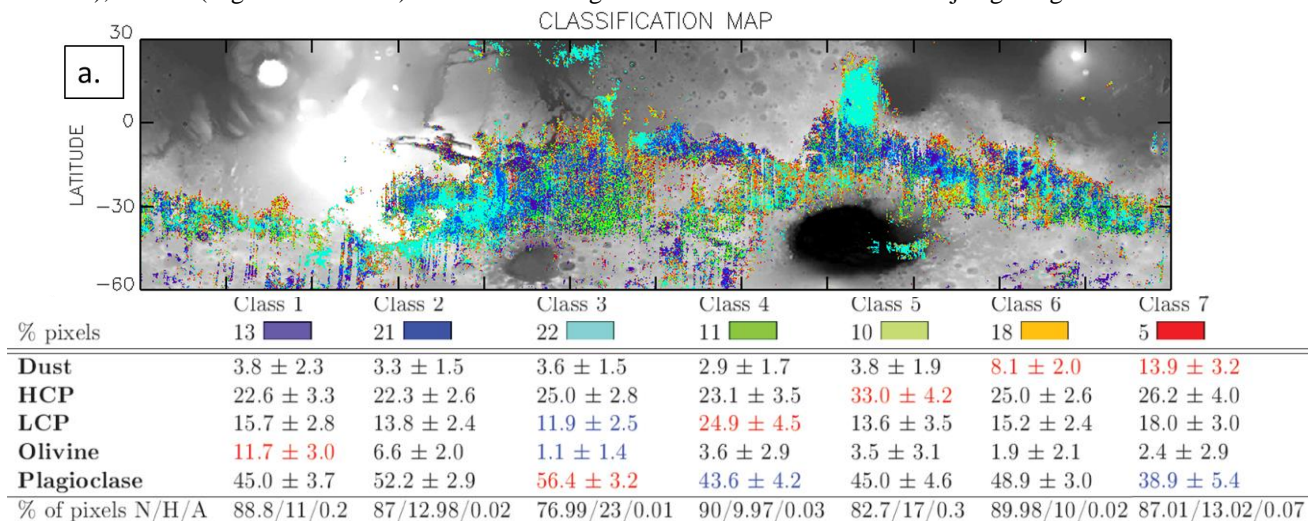 CLASSIFICATION MAP
a.
30
0
−30
−60
LATITUDE
Class 1 Class 2 Class 3 Class 4 Class 5 Class 6 Class 7
% pixels 13 21 22 11 10 18 5
Dust 3.8 ± 2.3 3.3 ± 1.5 3.6 ± 1.5 2.9 ± 1.7 3.8 ± 1.9 8.1 ± 2.0 13.9 ± 3.2
HCP 22.6 ± 3.3 22.3 ± 2.6 25.0 ± 2.8 23.1 ± 3.5 33.0 ± 4.2 25.0 ± 2.6 26.2 ± 4.0
LCP 15.7 ± 2.8 13.8 ± 2.4 11.9 ± 2.5 24.9 ± 4.5 13.6 ± 3.5 15.2 ± 2.4 18.0 ± 3.0
Olivine 11.7 ± 3.0 6.6 ± 2.0 1.1 ± 1.4 3.6 ± 2.9 3.5 ± 3.1 1.9 ± 2.1 2.4 ± 2.9
Plagioclase 45.0 ± 3.7 52.2 ± 2.9 56.4 ± 3.2 43.6 ± 4.2 45.0 ± 4.6 48.9 ± 3.0 38.9 ± 5.4
% of pixels N/H/A 88.8/11/0.2 87/12.98/0.02 76.99/23/0.01 90/9.97/0.03 82.7/17/0.3 89.98/10/0.02 87.01/13.02/0.07